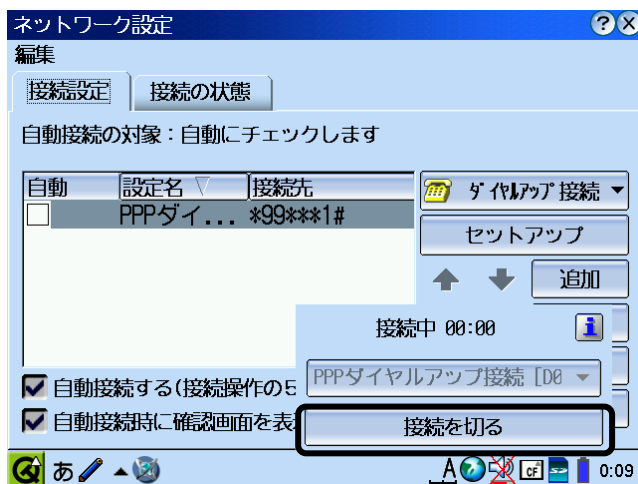 ネットワーク設定
編集
接続設定 接続の状態
自動接続の対象：自動にチェックします
自動 設定名 接続先
PPPダイ... *99***1#
ダイヤルアップ接続
セットアップ
追加
接続中 00:00
PPPダイヤルアップ接続 [D0
自動接続する(接続操作の5
自動接続時に確認画面を表
接続を切る
あ A CF 0:09